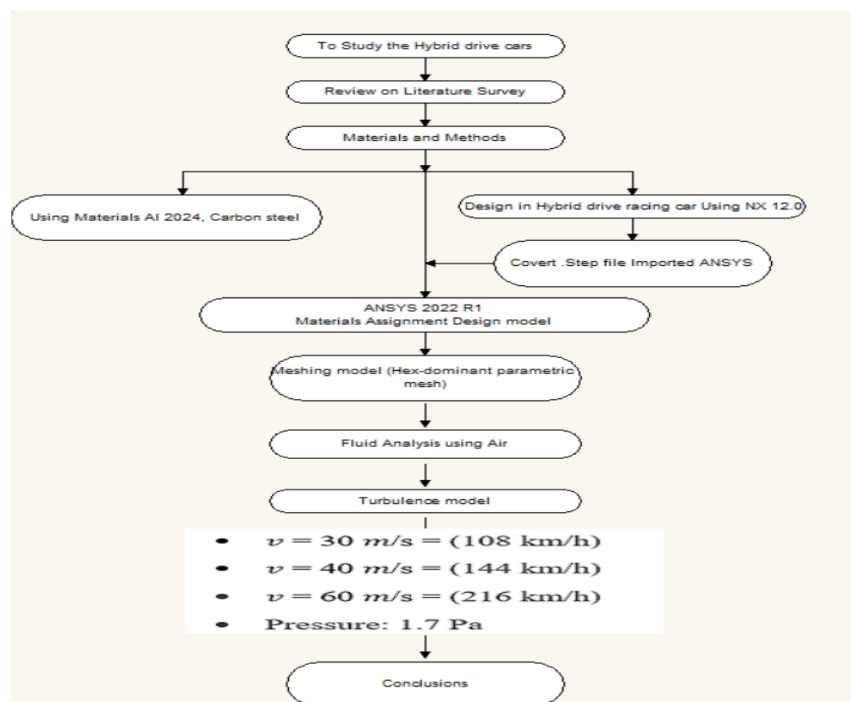 To Study the Hybrid drive cars
Review on Literature Survey
Materials and Methods
Using Materials Al 2024, Carbon steel
Design in Hybrid drive racing car Using NX 12.0
Covert .Step file Imported ANSYS
ANSYS 2022 R1
Materials Assignment Design model
Meshing model (Hex-dominant parametric
mesh)
Fluid Analysis using Air
Turbulence model
• v = 30 m/s = (108 km/h)
• v = 40 m/s = (144 km/h)
• v = 60 m/s = (216 km/h)
• Pressure: 1.7 Pa
Conclusions